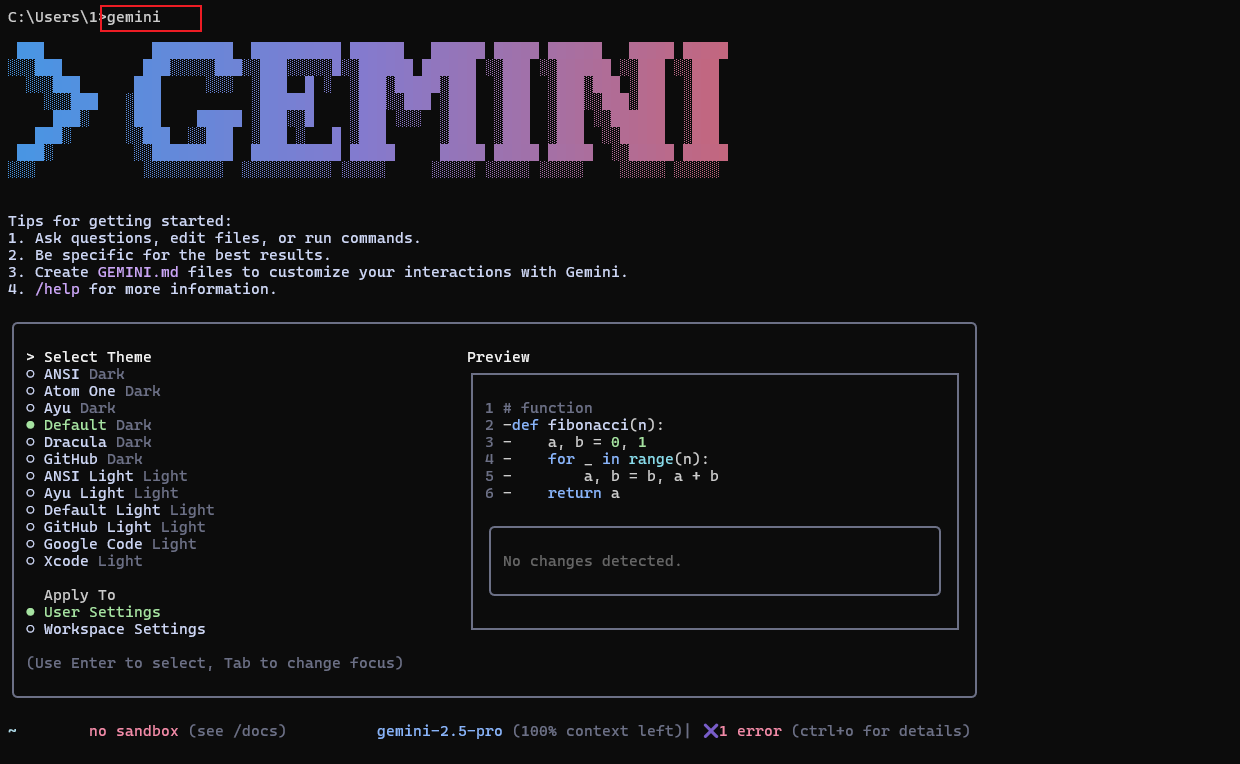 C:\Users\1>gemini
> GEMINI
Tips for getting started:
1. Ask questions, edit files, or run commands.
2. Be specific for the best results.
3. Create GEMINI.md files to customize your interactions with Gemini.
4. /help for more information.
> Select Theme
○ ANSI Dark
○ Atom One Dark
○ Ayu Dark
● Default Dark
○ Dracula Dark
○ GitHub Dark
○ ANSI Light Light
○ Ayu Light Light
○ Default Light Light
○ GitHub Light Light
○ Google Code Light
○ Xcode Light
Apply To
● User Settings
○ Workspace Settings
(Use Enter to select, Tab to change focus)
Preview
1 # function
2 -def fibonacci(n):
3 -    a, b = 0, 1
4 -    for _ in range(n):
5 -        a, b = b, a + b
6 -    return a
No changes detected.
~ no sandbox (see /docs) gemini-2.5-pro (100% context left)| ✖1 error (ctrl+o for details)